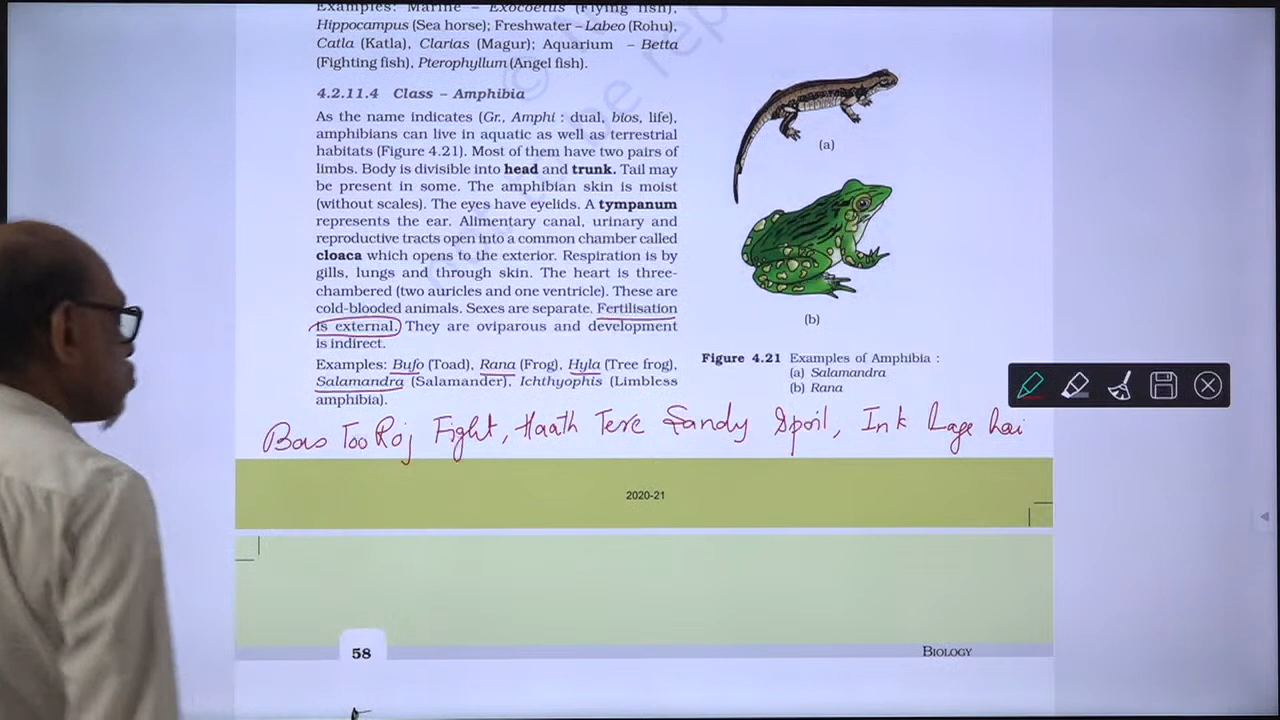 Examples: Marine – Exocoetus (Flying fish),
Hippocampus (Sea horse); Freshwater – Labeo (Rohu),
Catla (Katla), Clarias (Magur); Aquarium – Betta
(Fighting fish), Pterophyllum (Angel fish).
4.2.11.4 Class – Amphibia
As the name indicates (Gr., Amphi : dual, bios, life),
amphibians can live in aquatic as well as terrestrial
habitats (Figure 4.21). Most of them have two pairs of
limbs. Body is divisible into head and trunk. Tail may
be present in some. The amphibian skin is moist
(without scales). The eyes have eyelids. A tympanum
represents the ear. Alimentary canal, urinary and
reproductive tracts open into a common chamber called
cloaca which opens to the exterior. Respiration is by
gills, lungs and through skin. The heart is three-
chambered (two auricles and one ventricle). These are
cold-blooded animals. Sexes are separate. Fertilisation
is external. They are oviparous and development
is indirect.
Examples: Bufo (Toad), Rana (Frog), Hyla (Tree frog),
Salamandra (Salamander), Ichthyophis (Limbless
amphibia).
(a)
(b)
Figure 4.21 Examples of Amphibia :
(a) Salamandra
(b) Rana
Bas Too Roj Fight, Haath Tere Sandy Spoil, Ink Lage hai
2020-21
58
BIOLOGY